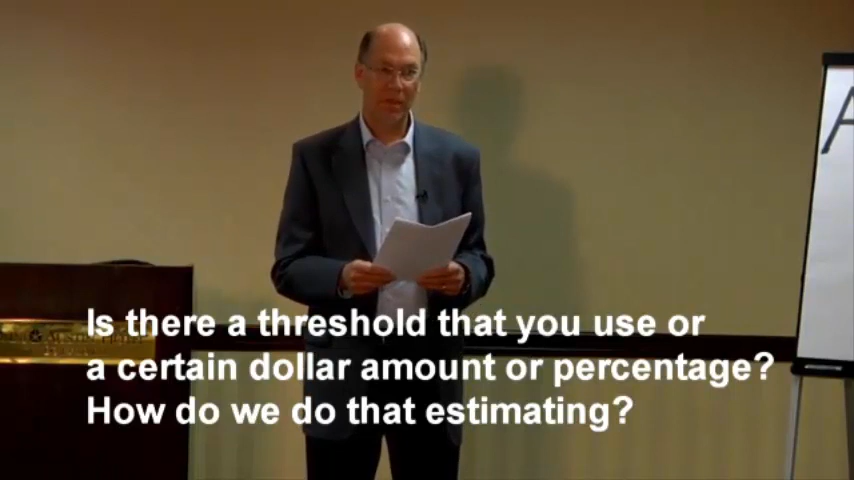 Is there a threshold that you use or
a certain dollar amount or percentage?
How do we do that estimating?
A